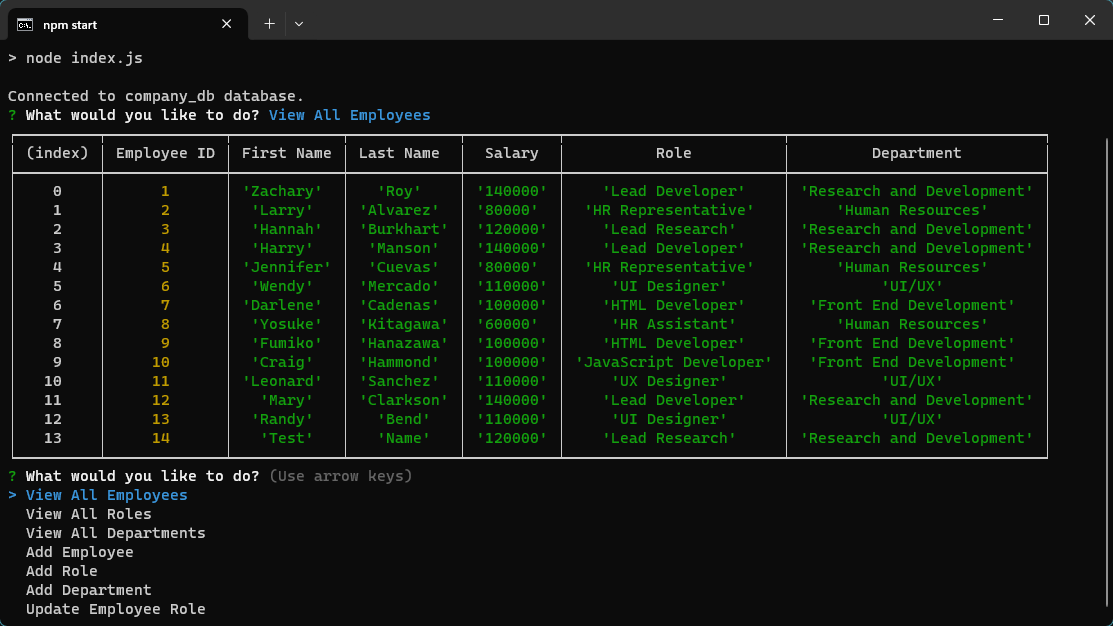 npm start
> node index.js
Connected to company_db database.
? What would you like to do? View All Employees
(index) Employee ID First Name Last Name Salary Role Department
0 1 'Zachary' 'Roy' '140000' 'Lead Developer' 'Research and Development'
1 2 'Larry' 'Alvarez' '80000' 'HR Representative' 'Human Resources'
2 3 'Hannah' 'Burkhart' '120000' 'Lead Research' 'Research and Development'
3 4 'Harry' 'Manson' '140000' 'Lead Developer' 'Research and Development'
4 5 'Jennifer' 'Cuevas' '80000' 'HR Representative' 'Human Resources'
5 6 'Wendy' 'Mercado' '110000' 'UI Designer' 'UI/UX'
6 7 'Darlene' 'Cadenas' '100000' 'HTML Developer' 'Front End Development'
7 8 'Yosuke' 'Kitagawa' '60000' 'HR Assistant' 'Human Resources'
8 9 'Fumiko' 'Hanazawa' '100000' 'HTML Developer' 'Front End Development'
9 10 'Craig' 'Hammond' '100000' 'JavaScript Developer' 'Front End Development'
10 11 'Leonard' 'Sanchez' '110000' 'UX Designer' 'UI/UX'
11 12 'Mary' 'Clarkson' '140000' 'Lead Developer' 'Research and Development'
12 13 'Randy' 'Bend' '110000' 'UI Designer' 'UI/UX'
13 14 'Test' 'Name' '120000' 'Lead Research' 'Research and Development'
? What would you like to do? (Use arrow keys)
> View All Employees
View All Roles
View All Departments
Add Employee
Add Role
Add Department
Update Employee Role